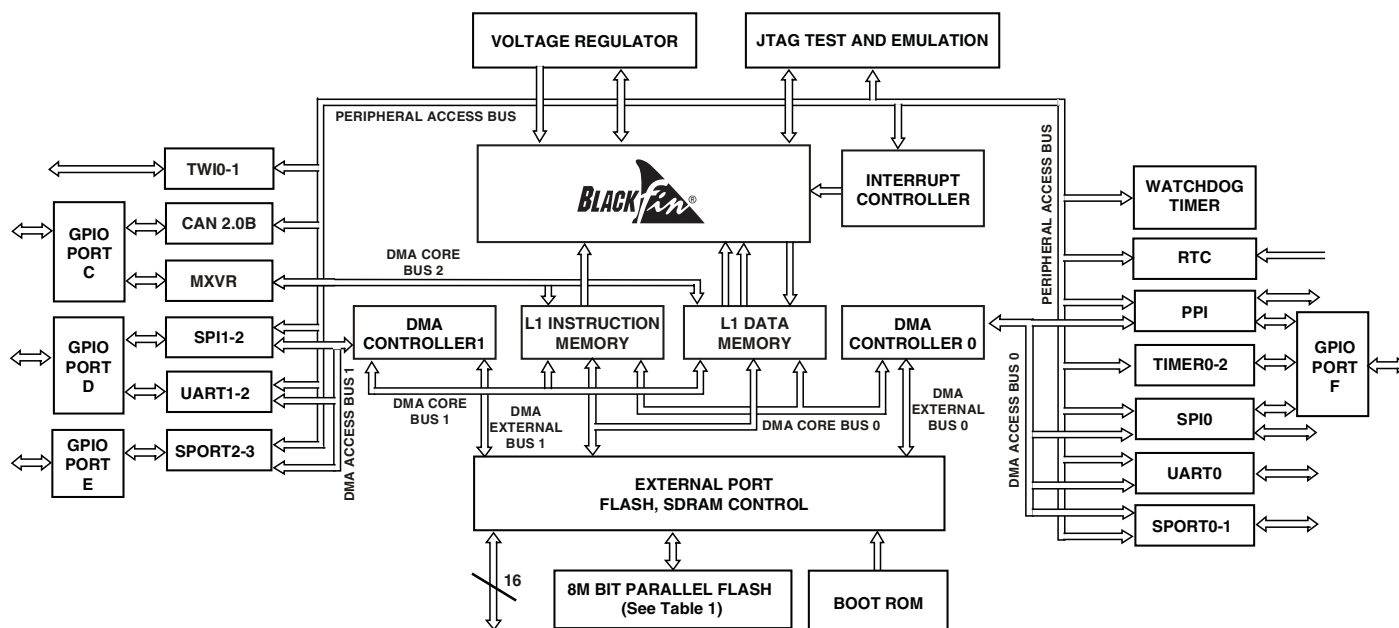 VOLTAGE REGULATOR
JTAG TEST AND EMULATION
PERIPHERAL ACCESS BUS
TWI0-1
CAN 2.0B
MXVR
GPIO
PORT
C
BLACKfin®
INTERRUPT
CONTROLLER
PERIPHERAL ACCESS BUS
WATCHDOG
TIMER
RTC
DMA CORE
BUS 2
SPI1-2
UART1-2
GPIO
PORT
D
DMA
CONTROLLER1
L1 INSTRUCTION
MEMORY
L1 DATA
MEMORY
DMA
CONTROLLER 0
PPI
TIMER0-2
GPIO
PORT
F
SPI0
UART0
SPORT0-1
GPIO
PORT
E
SPORT2-3
DMA ACCESS BUS 1
DMA CORE
BUS 1
DMA
EXTERNAL
BUS 1
DMA CORE BUS 0
DMA
EXTERNAL
BUS 0
DMA ACCESS BUS 0
EXTERNAL PORT
FLASH, SDRAM CONTROL
16
8M BIT PARALLEL FLASH
(See Table 1)
BOOT ROM